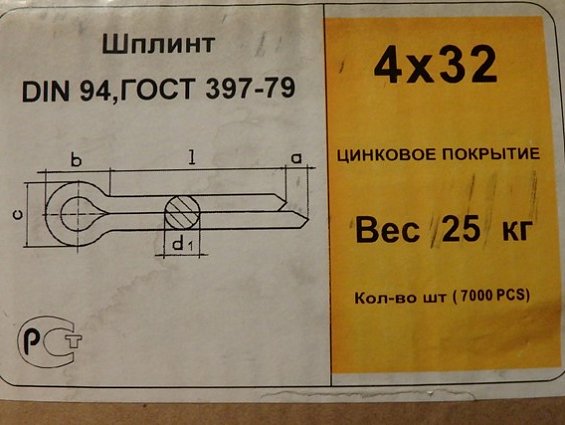 Шплинт
DIN 94,ГОСТ 397-79
b l a
c
d1
РСТ
4x32
ЦИНКОВОЕ ПОКРЫТИЕ
Вес 25 кг
Кол-во шт ( 7000 PCS)